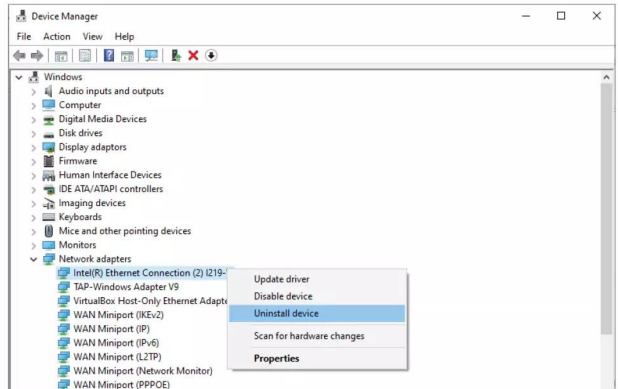 Device Manager
File Action View Help
Windows
Audio inputs and outputs
Computer
Digital Media Devices
Disk drives
Display adaptors
Firmware
Human Interface Devices
IDE ATA/ATAPI controllers
Imaging devices
Keyboards
Mice and other pointing devices
Monitors
Network adapters
Intel(R) Ethernet Connection (2) I219-
Update driver
TAP-Windows Adapter V9
Disable device
VirtualBox Host-Only Ethernet Adapte
Uninstall device
WAN Miniport (IKEv2)
WAN Miniport (IP)
Scan for hardware changes
WAN Miniport (IPv6)
WAN Miniport (L2TP)
Properties
WAN Miniport (Network Monitor)
WAN Miniport (PPPOE)